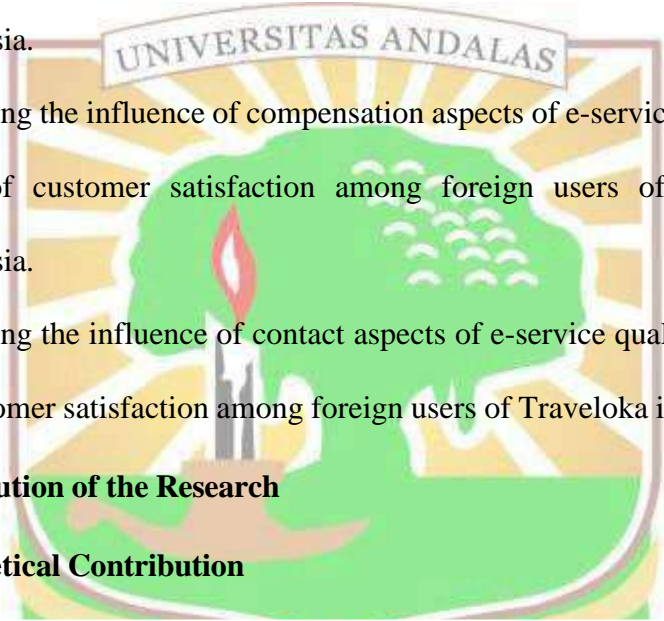 sia.
UNIVERSITAS ANDALAS
ng the influence of compensation aspects of e-servic
of customer satisfaction among foreign users of
sia.
ng the influence of contact aspects of e-service qual
omer satisfaction among foreign users of Traveloka i
ution of the Research
etical Contribution